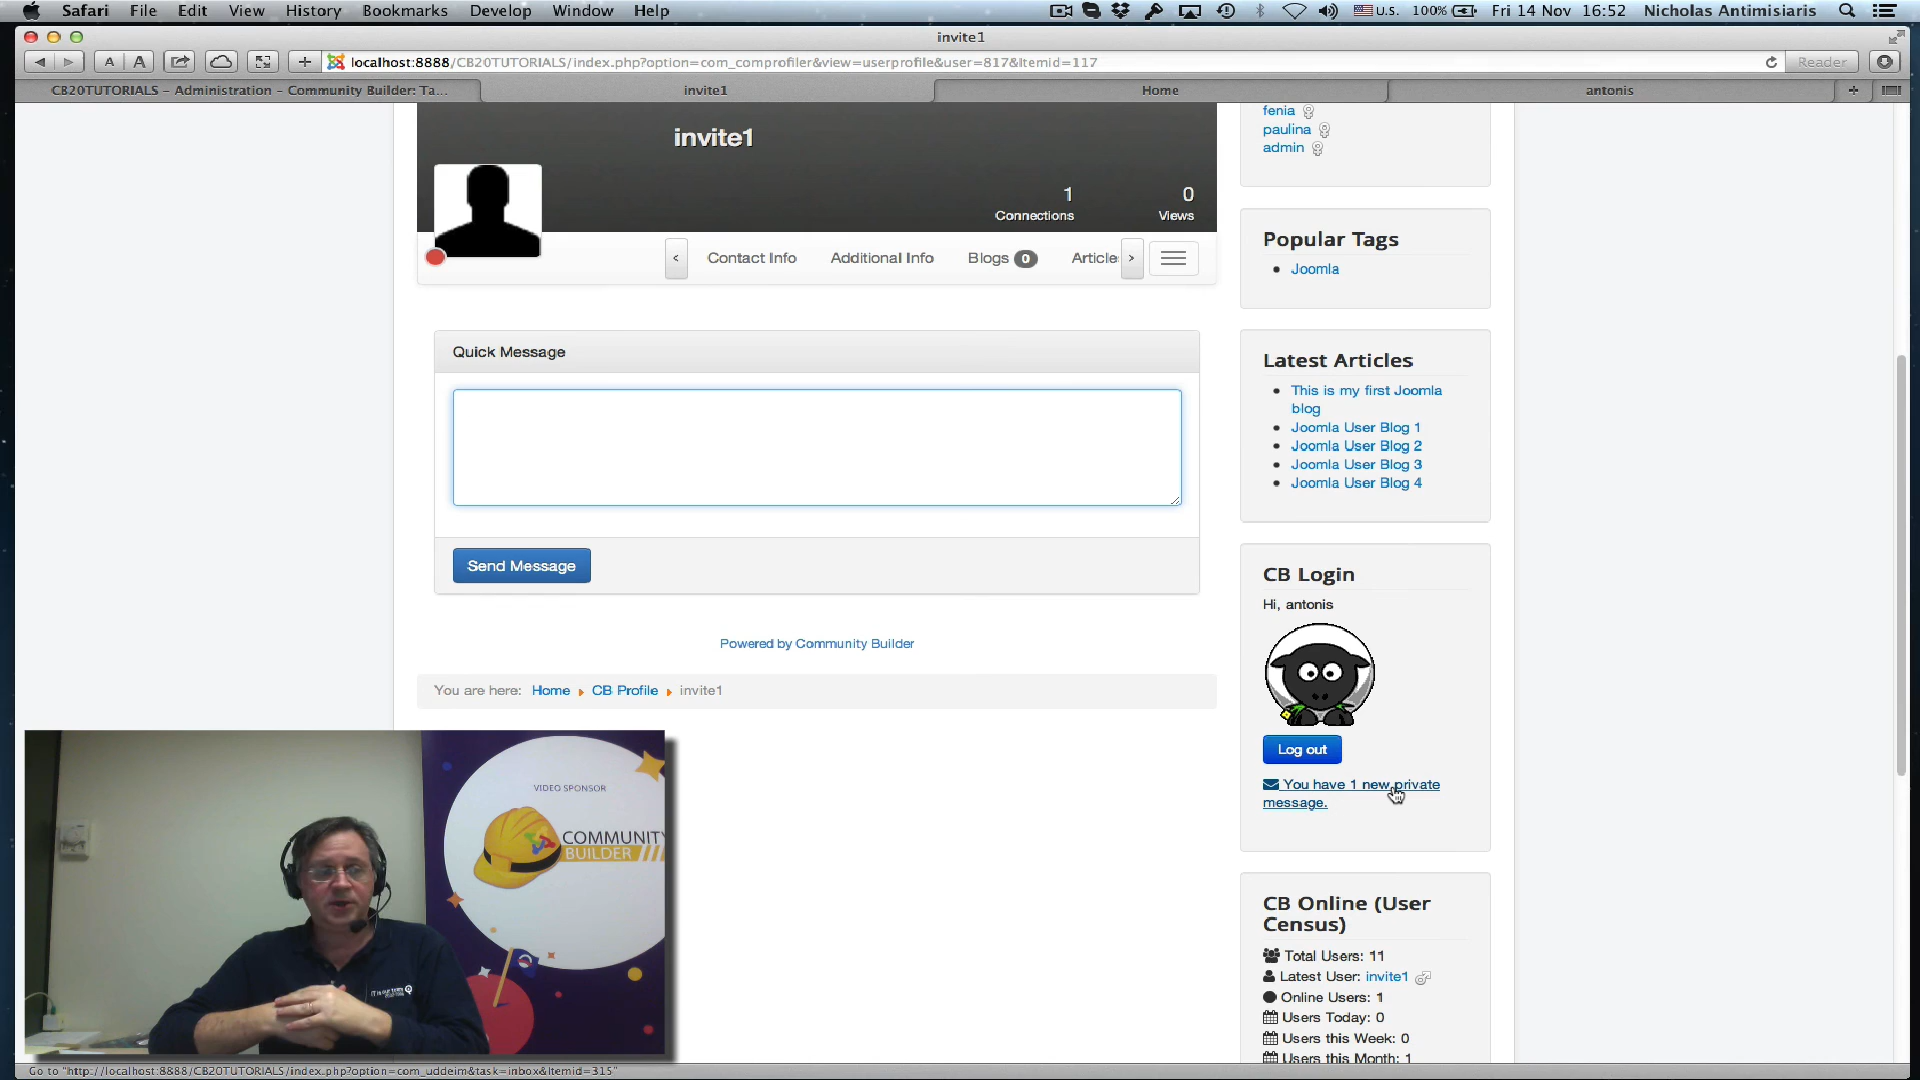 Safari File Edit View History Bookmarks Develop Window Help U.S. 100% Fri 14 Nov 16:52 Nicholas Antimisiaris
invite1
A A + localhost:8888/CB20TUTORIALS/index.php?option=com_comprofiler&view=userprofile&user=817&Itemid=117 Reader
CB20TUTORIALS – Administration – Community Builder: Ta... invite1 Home antonis +
invite1
1 0
Connections Views
< Contact Info Additional Info Blogs 0 Article >
Quick Message
Send Message
Powered by Community Builder
You are here: Home CB Profile invite1
fenia
paulina
admin
Popular Tags
Joomla
Latest Articles
This is my first Joomla
blog
Joomla User Blog 1
Joomla User Blog 2
Joomla User Blog 3
Joomla User Blog 4
CB Login
Hi, antonis
Log out
You have 1 new private
message.
CB Online (User
Census)
Total Users: 11
Latest User: invite1
Online Users: 1
Users Today: 0
Users this Week: 0
Users this Month: 1
VIDEO SPONSOR
COMMUNITY
BUILDER
Go to "http://localhost:8888/CB20TUTORIALS/index.php?option=com_uddeim&task=inbox&Itemid=315"